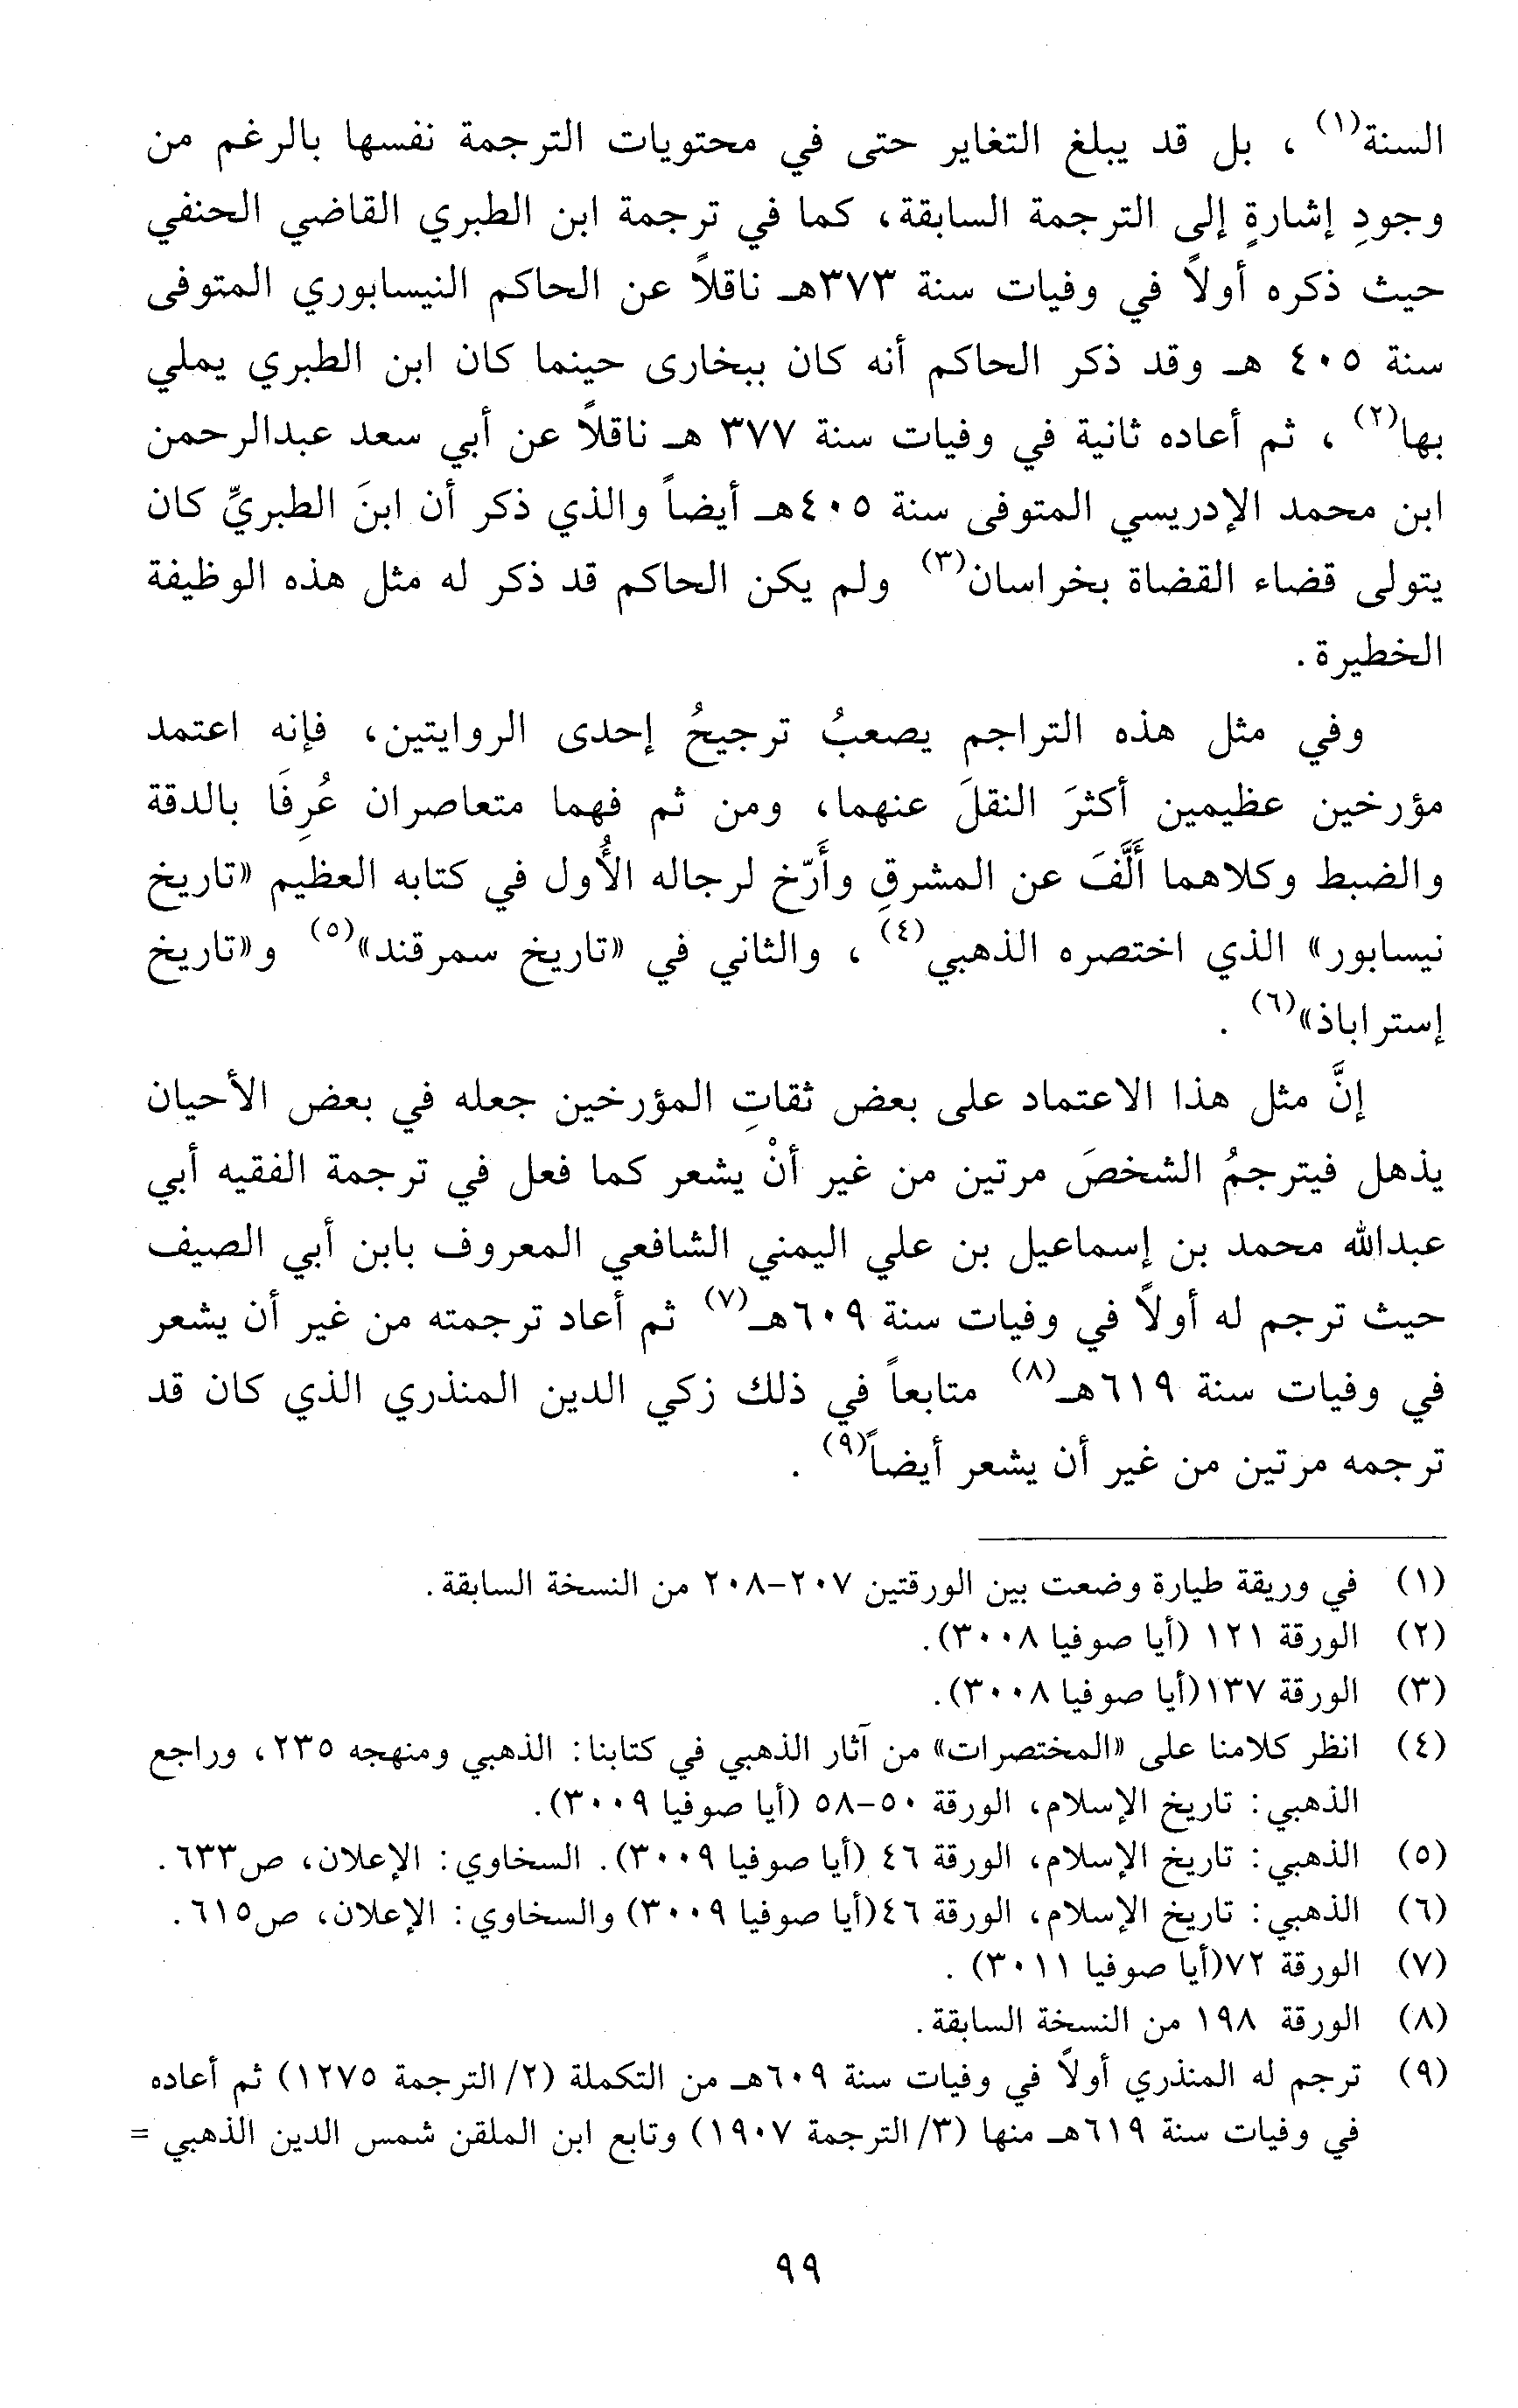 السنة(١) ، بل قد يبلغ التغاير حتى في محتويات الترجمة نفسها بالرغم من
وجودِ إشارةٍ إلى الترجمة السابقة، كما في ترجمة ابن الطبري القاضي الحنفي
حيث ذكره أولاً في وفيات سنة ٣٧٣هـ ناقلاً عن الحاكم النيسابوري المتوفى
سنة ٤٠٥ هـ وقد ذكر الحاكم أنه كان ببخارى حينما كان ابن الطبري يملي
بها(٢) ، ثم أعاده ثانية في وفيات سنة ٣٧٧ هـ ناقلاً عن أبي سعد عبدالرحمن
ابن محمد الإدريسي المتوفى سنة ٤٠٥هـ أيضاً والذي ذكر أن ابنَ الطبريِّ كان
يتولى قضاء القضاة بخراسان(٣) ولم يكن الحاكم قد ذكر له مثل هذه الوظيفة
الخطيرة.
وفي مثل هذه التراجم يصعبُ ترجيحُ إحدى الروايتين، فإنه اعتمد
مؤرخين عظيمين أكثرَ النقلَ عنهما، ومن ثم فهما متعاصران عُرِفَا بالدقة
والضبط وكلاهما أَلَّفَ عن المشرقِ وأَرّخ لرجاله الأُول في كتابه العظيم «تاريخ
نيسابور» الذي اختصره الذهبي(٤) ، والثاني في «تاريخ سمرقند»(٥) و«تاريخ
إستراباذ»(٦) .
إنَّ مثل هذا الاعتماد على بعض ثقاتِ المؤرخين جعله في بعض الأحيان
يذهل فيترجمُ الشخصَ مرتين من غير أنْ يشعر كما فعل في ترجمة الفقيه أبي
عبدالله محمد بن إسماعيل بن علي اليمني الشافعي المعروف بابن أبي الصيف
حيث ترجم له أولاً في وفيات سنة ٦٠٩هـ(٧) ثم أعاد ترجمته من غير أن يشعر
في وفيات سنة ٦١٩هـ(٨) متابعاً في ذلك زكي الدين المنذري الذي كان قد
ترجمه مرتين من غير أن يشعر أيضاً(٩) .
(١) في وريقة طيارة وضعت بين الورقتين ٢٠٧-٢٠٨ من النسخة السابقة.
(٢) الورقة ١٢١ (أيا صوفيا ٣٠٠٨).
(٣) الورقة ١٣٧(أيا صوفيا ٣٠٠٨).
(٤) انظر كلامنا على «المختصرات» من آثار الذهبي في كتابنا: الذهبي ومنهجه ٢٣٥، وراجع
الذهبي: تاريخ الإسلام، الورقة ٥٠-٥٨ (أيا صوفيا ٣٠٠٩).
(٥) الذهبي: تاريخ الإسلام، الورقة ٤٦ (أيا صوفيا ٣٠٠٩). السخاوي: الإعلان، ص٦٣٣.
(٦) الذهبي: تاريخ الإسلام، الورقة ٤٦(أيا صوفيا ٣٠٠٩) والسخاوي: الإعلان، ص٦١٥.
(٧) الورقة ٧٢(أيا صوفيا ٣٠١١) .
(٨) الورقة ١٩٨ من النسخة السابقة.
(٩) ترجم له المنذري أولاً في وفيات سنة ٦٠٩هـ من التكملة (٢/ الترجمة ١٢٧٥) ثم أعاده
في وفيات سنة ٦١٩هـ منها (٣/ الترجمة ١٩٠٧) وتابع ابن الملقن شمس الدين الذهبي =
٩٩